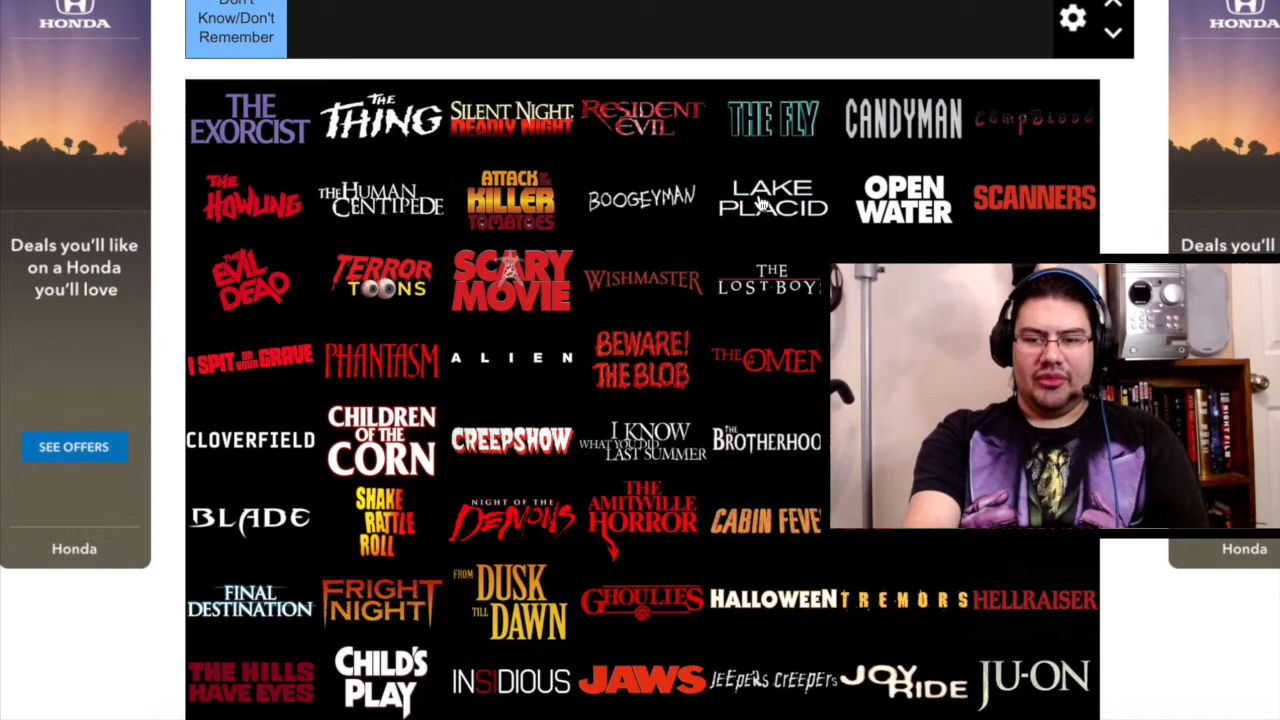 HONDA
Don't
Know/Don't
Remember
HONDA
THE EXORCIST
THE THING
SILENT NIGHT, DEADLY NIGHT
RESIDENT EVIL
THE FLY
CANDYMAN
CampBlood
THE HOWLING
THE HUMAN CENTIPEDE
ATTACK OF THE KILLER TOMATOES
BOOGEYMAN
LAKE PLACID
OPEN WATER
SCANNERS
Deals you'll like
on a Honda
you'll love
Deals you'll
THE EVIL DEAD
TERROR TOONS
SCARY MOVIE
WISHMASTER
THE LOST BOY
I SPIT ON YOUR GRAVE
PHANTASM
ALIEN
BEWARE! THE BLOB
THE OMEN
CLOVERFIELD
CHILDREN OF THE CORN
CREEPSHOW
I KNOW WHAT YOU DID LAST SUMMER
THE BROTHERHOO
SEE OFFERS
BLADE
SHAKE RATTLE ROLL
NIGHT OF THE DEMONS
THE AMITYVILLE HORROR
CABIN FEVE
Honda
Honda
FINAL DESTINATION
FRIGHT NIGHT
FROM DUSK TILL DAWN
GHOULIES
HALLOWEEN
TREMORS
HELLRAISER
THE HILLS HAVE EYES
CHILD'S PLAY
INSIDIOUS
JAWS
JEEPERS CREEPERS
JOY RIDE
JU-ON
NIGHT FILM